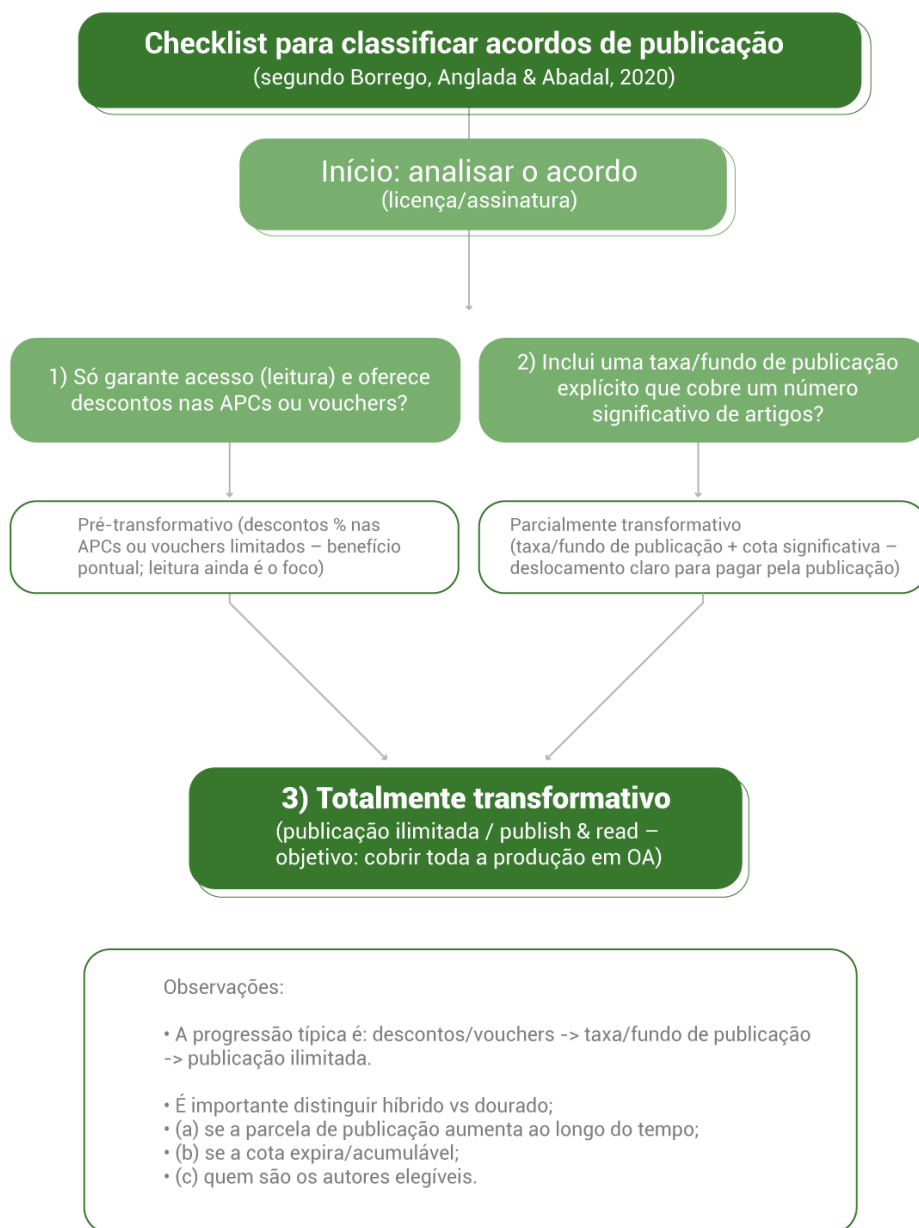 Checklist para classificar acordos de publicação
(segundo Borrego, Anglada & Abadal, 2020)
Início: analisar o acordo
(licença/assinatura)
1) Só garante acesso (leitura) e oferece
descontos nas APCs ou vouchers?
2) Inclui uma taxa/fundo de publicação
explícito que cobre um número
significativo de artigos?
Pré-transformativo (descontos % nas
APCs ou vouchers limitados – benefício
pontual; leitura ainda é o foco)
Parcialmente transformativo
(taxa/fundo de publicação + cota significativa –
deslocamento claro para pagar pela publicação)
3) Totalmente transformativo
(publicação ilimitada / publish & read –
objetivo: cobrir toda a produção em OA)
Observações:
• A progressão típica é: descontos/vouchers -> taxa/fundo de publicação
-> publicação ilimitada.
• É importante distinguir híbrido vs dourado;
• (a) se a parcela de publicação aumenta ao longo do tempo;
• (b) se a cota expira/acumulável;
• (c) quem são os autores elegíveis.